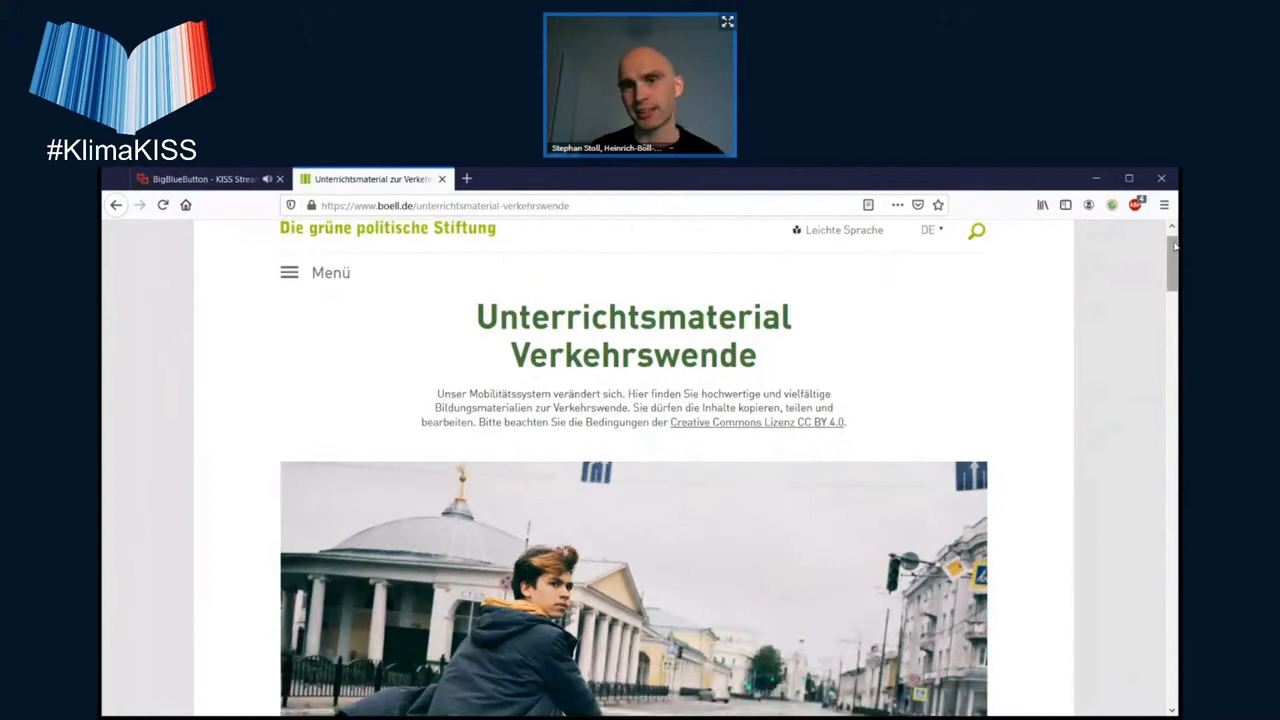 #KlimaKISS
Stephan Stoll, Heinrich-Böll-...
BigBlueButton - KISS Strea
Unterrichtsmaterial zur Verkehr
https://www.boell.de/unterrichtsmaterial-verkehrswende
ABP
4
Die grüne politische Stiftung
Leichte Sprache
DE
Menü
Unterrichtsmaterial
Verkehrswende
Unser Mobilitätssystem verändert sich. Hier finden Sie hochwertige und vielfältige
Bildungsmaterialien zur Verkehrswende. Sie dürfen die Inhalte kopieren, teilen und
bearbeiten. Bitte beachten Sie die Bedingungen der Creative Commons Lizenz CC BY 4.0.